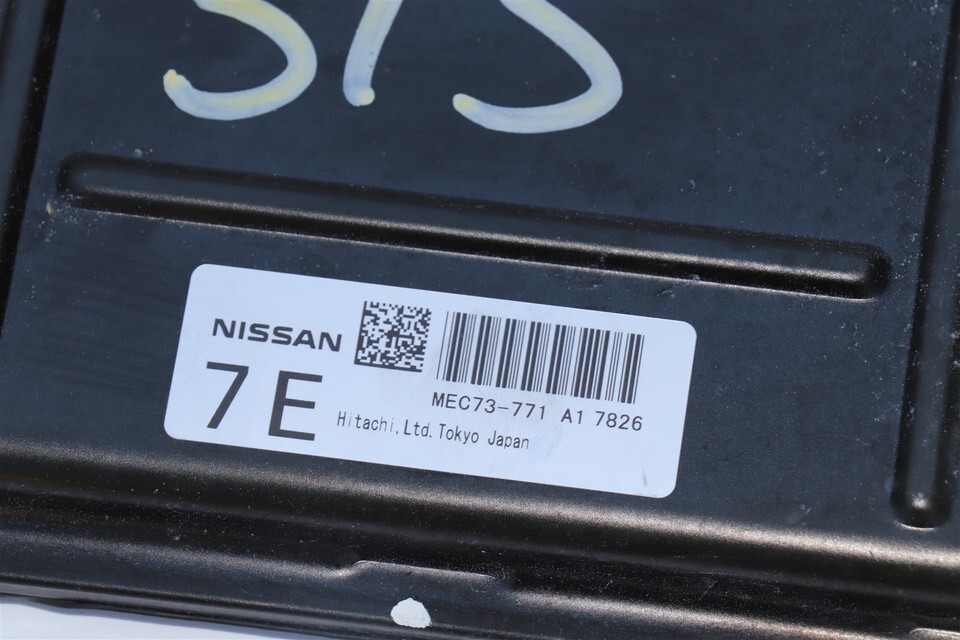 NISSAN
7E
MEC73-771 A1 7826
Hitachi,Ltd.Tokyo Japan